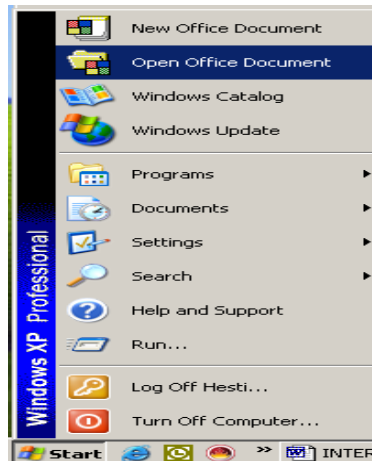 New Office Document
Open Office Document
Windows Catalog
Windows Update
Programs
Documents
Settings
Search
Help and Support
Run...
Log Off Hesti...
Turn Off Computer...
Windows XP Professional
Start
» INTER